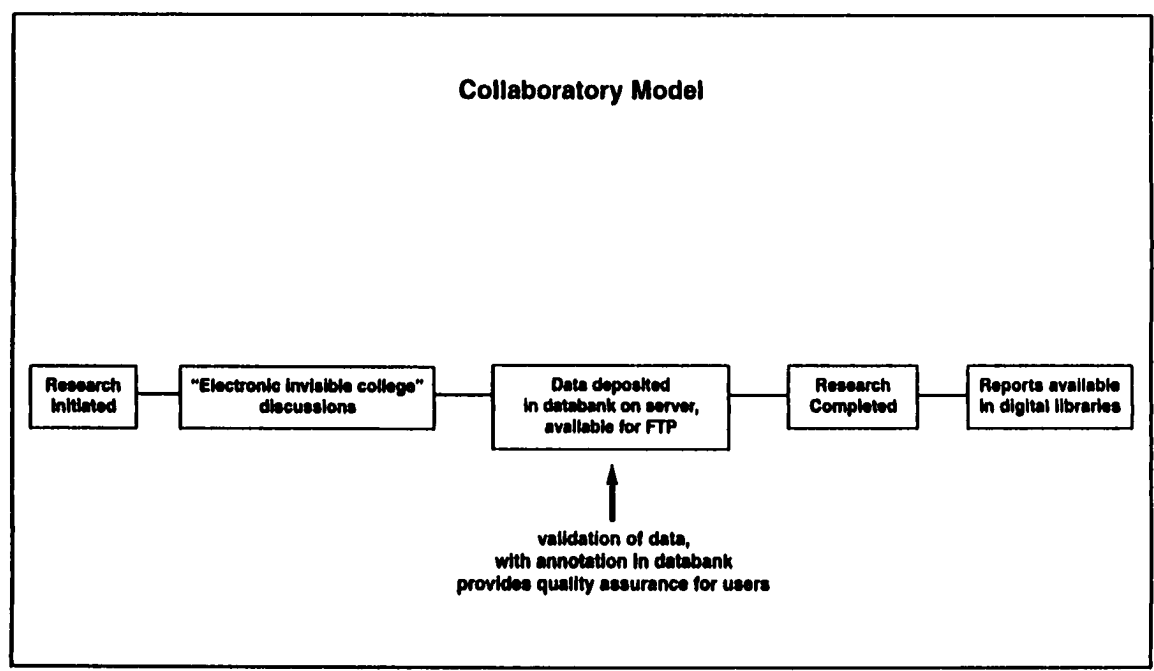 Collaboratory Model
Research
Initiated
"Electronic invisible college"
discussions
Data deposited
in databank on server,
available for FTP
Research
Completed
Reports available
in digital libraries
validation of data,
with annotation in databank
provides quality assurance for users